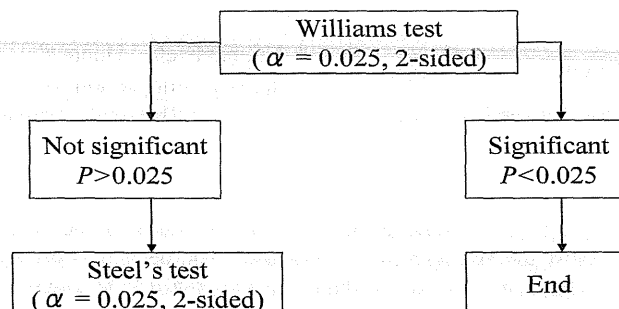 Williams test
( α = 0.025, 2-sided)
Not significant
P>0.025
Significant
P<0.025
Steel's test
( α = 0.025, 2-sided)
End